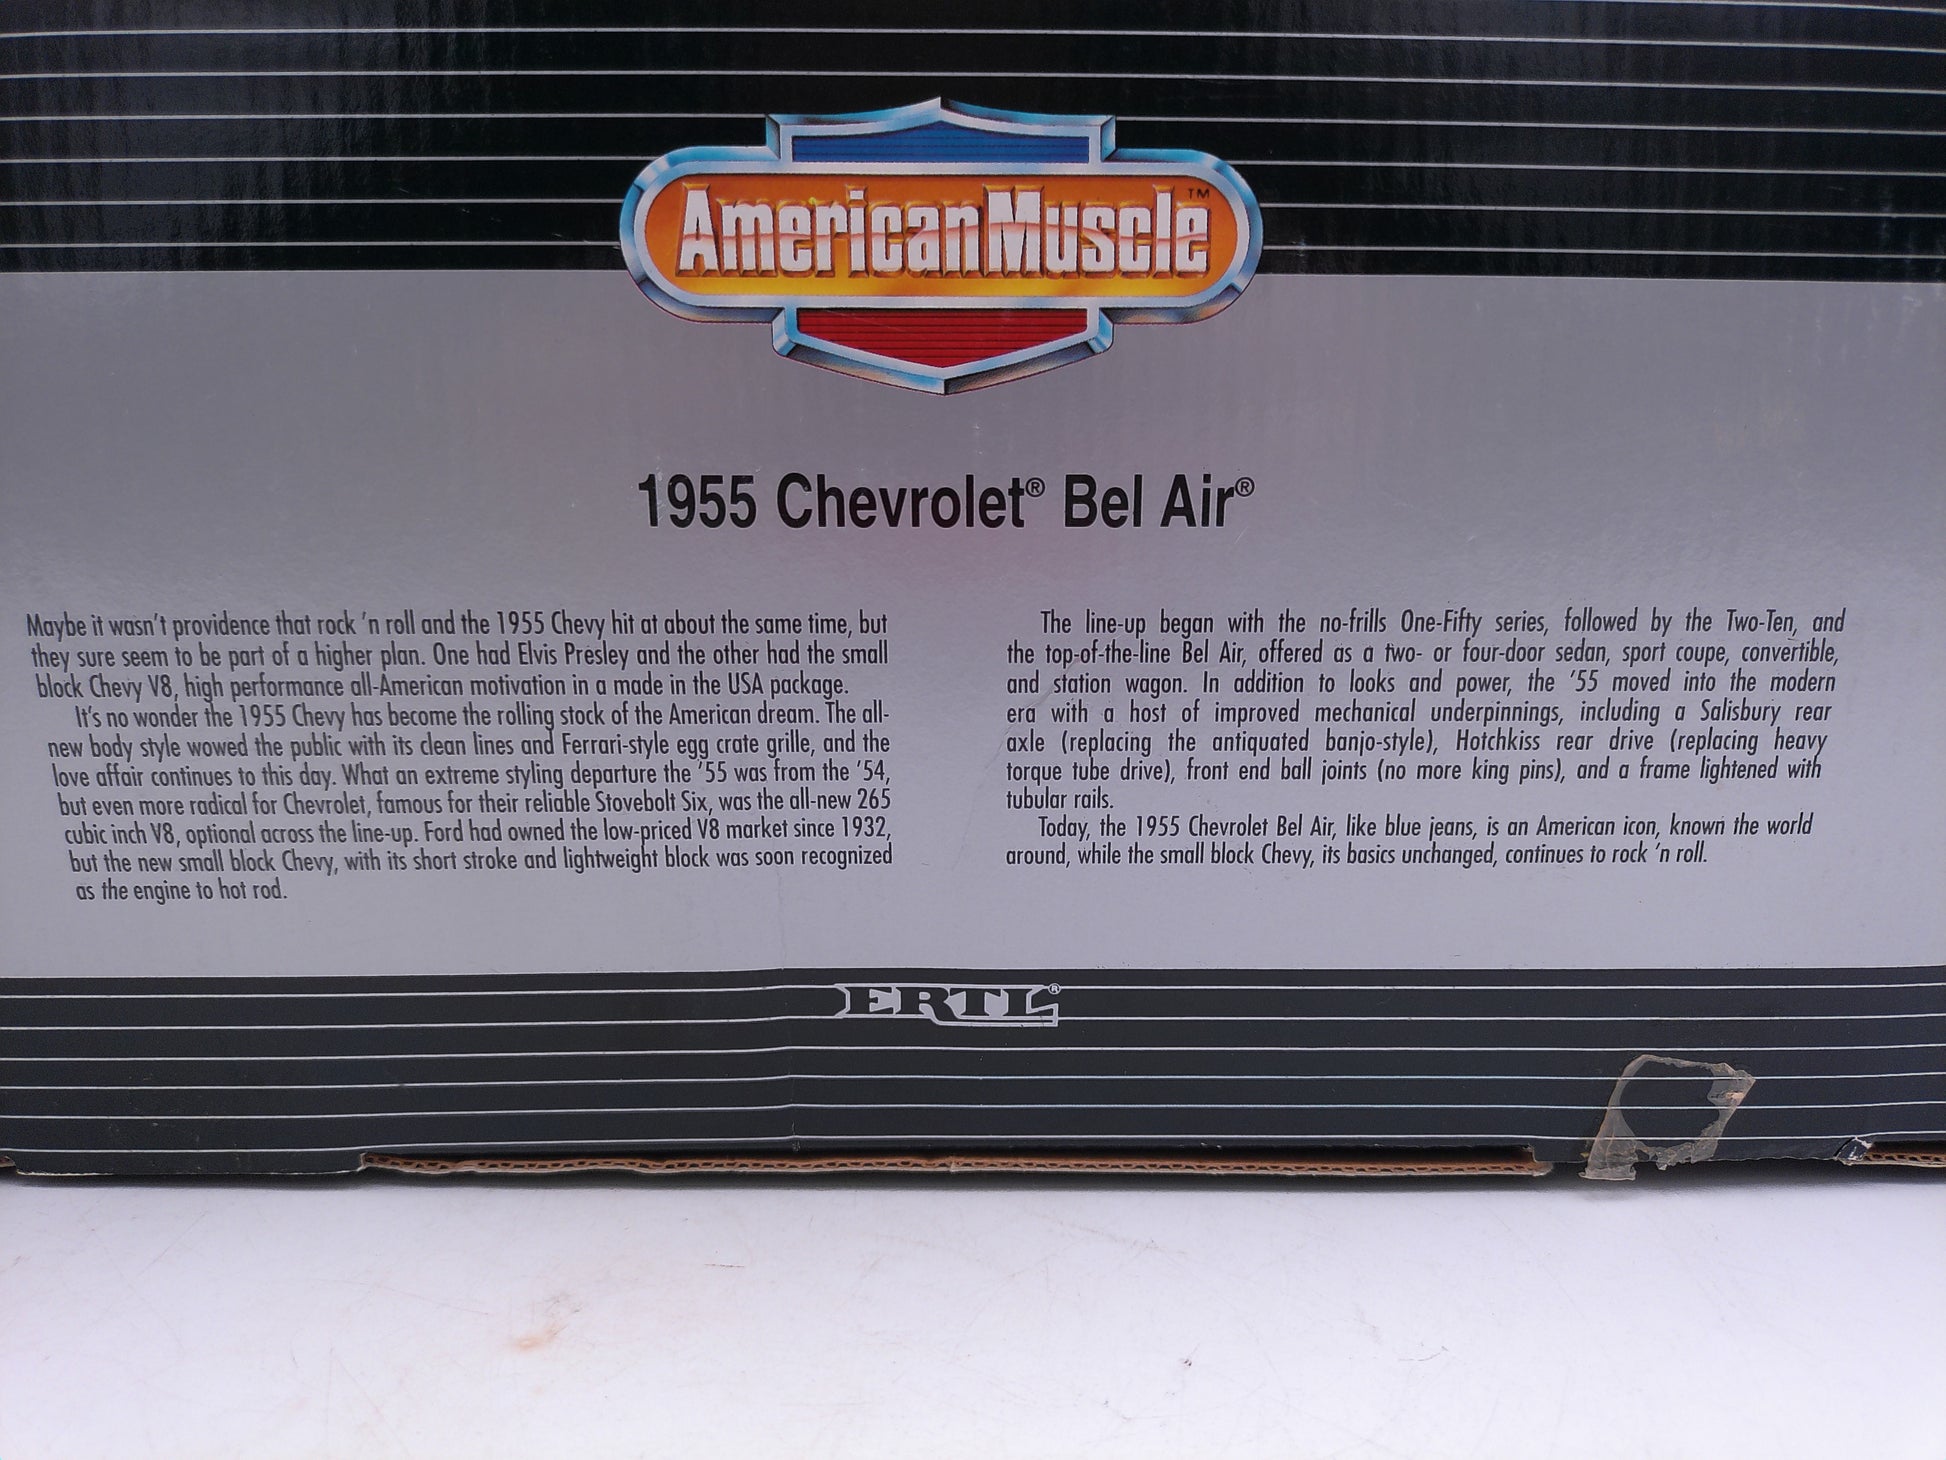 AmericanMuscle™
1955 Chevrolet® Bel Air®
Maybe it wasn't providence that rock 'n roll and the 1955 Chevy hit at about the same time, but
they sure seem to be part of a higher plan. One had Elvis Presley and the other had the small
block Chevy V8, high performance all-American motivation in a made in the USA package.
It's no wonder the 1955 Chevy has become the rolling stock of the American dream. The all-
new body style wowed the public with its clean lines and Ferrari-style egg crate grille, and the
love affair continues to this day. What an extreme styling departure the '55 was from the '54,
but even more radical for Chevrolet, famous for their reliable Stovebolt Six, was the all-new 265
cubic inch V8, optional across the line-up. Ford had owned the low-priced V8 market since 1932,
but the new small block Chevy, with its short stroke and lightweight block was soon recognized
as the engine to hot rod.
The line-up began with the no-frills One-Fifty series, followed by the Two-Ten, and
the top-of-the-line Bel Air, offered as a two- or four-door sedan, sport coupe, convertible,
and station wagon. In addition to looks and power, the '55 moved into the modern
era with a host of improved mechanical underpinnings, including a Salisbury rear
axle (replacing the antiquated banjo-style), Hotchkiss rear drive (replacing heavy
torque tube drive), front end ball joints (no more king pins), and a frame lightened with
tubular rails.
Today, the 1955 Chevrolet Bel Air, like blue jeans, is an American icon, known the world
around, while the small block Chevy, its basics unchanged, continues to rock 'n roll.
ERTL®